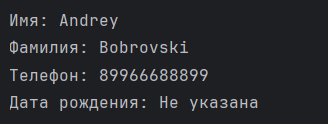 Имя: Andrey
Фамилия: Bobrovski
Телефон: 89966688899
Дата рождения: Не указана